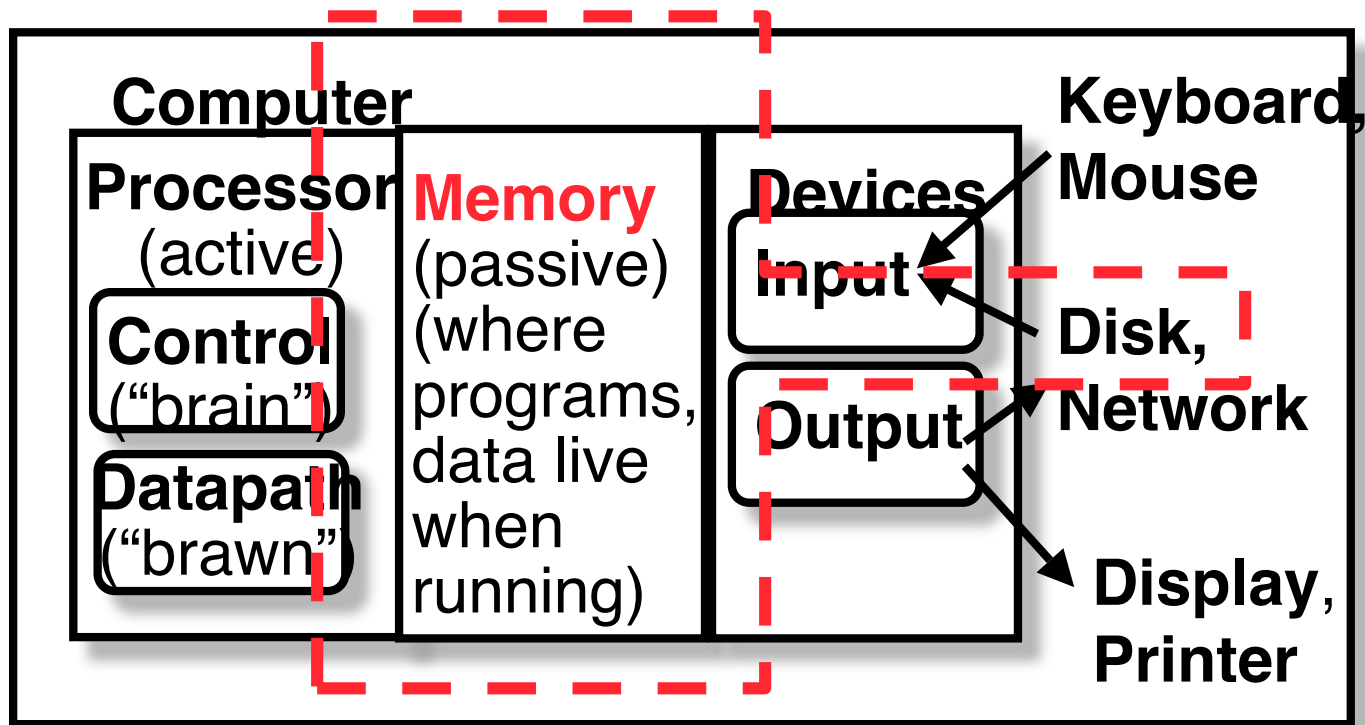 Computer
Processor
(active)
Control
(“brain”)
Datapath
(“brawn”)
Memory
(passive)
(where
programs,
data live
when
running)
Devices
Input
Output
Keyboard,
Mouse
Disk,
Network
Display,
Printer